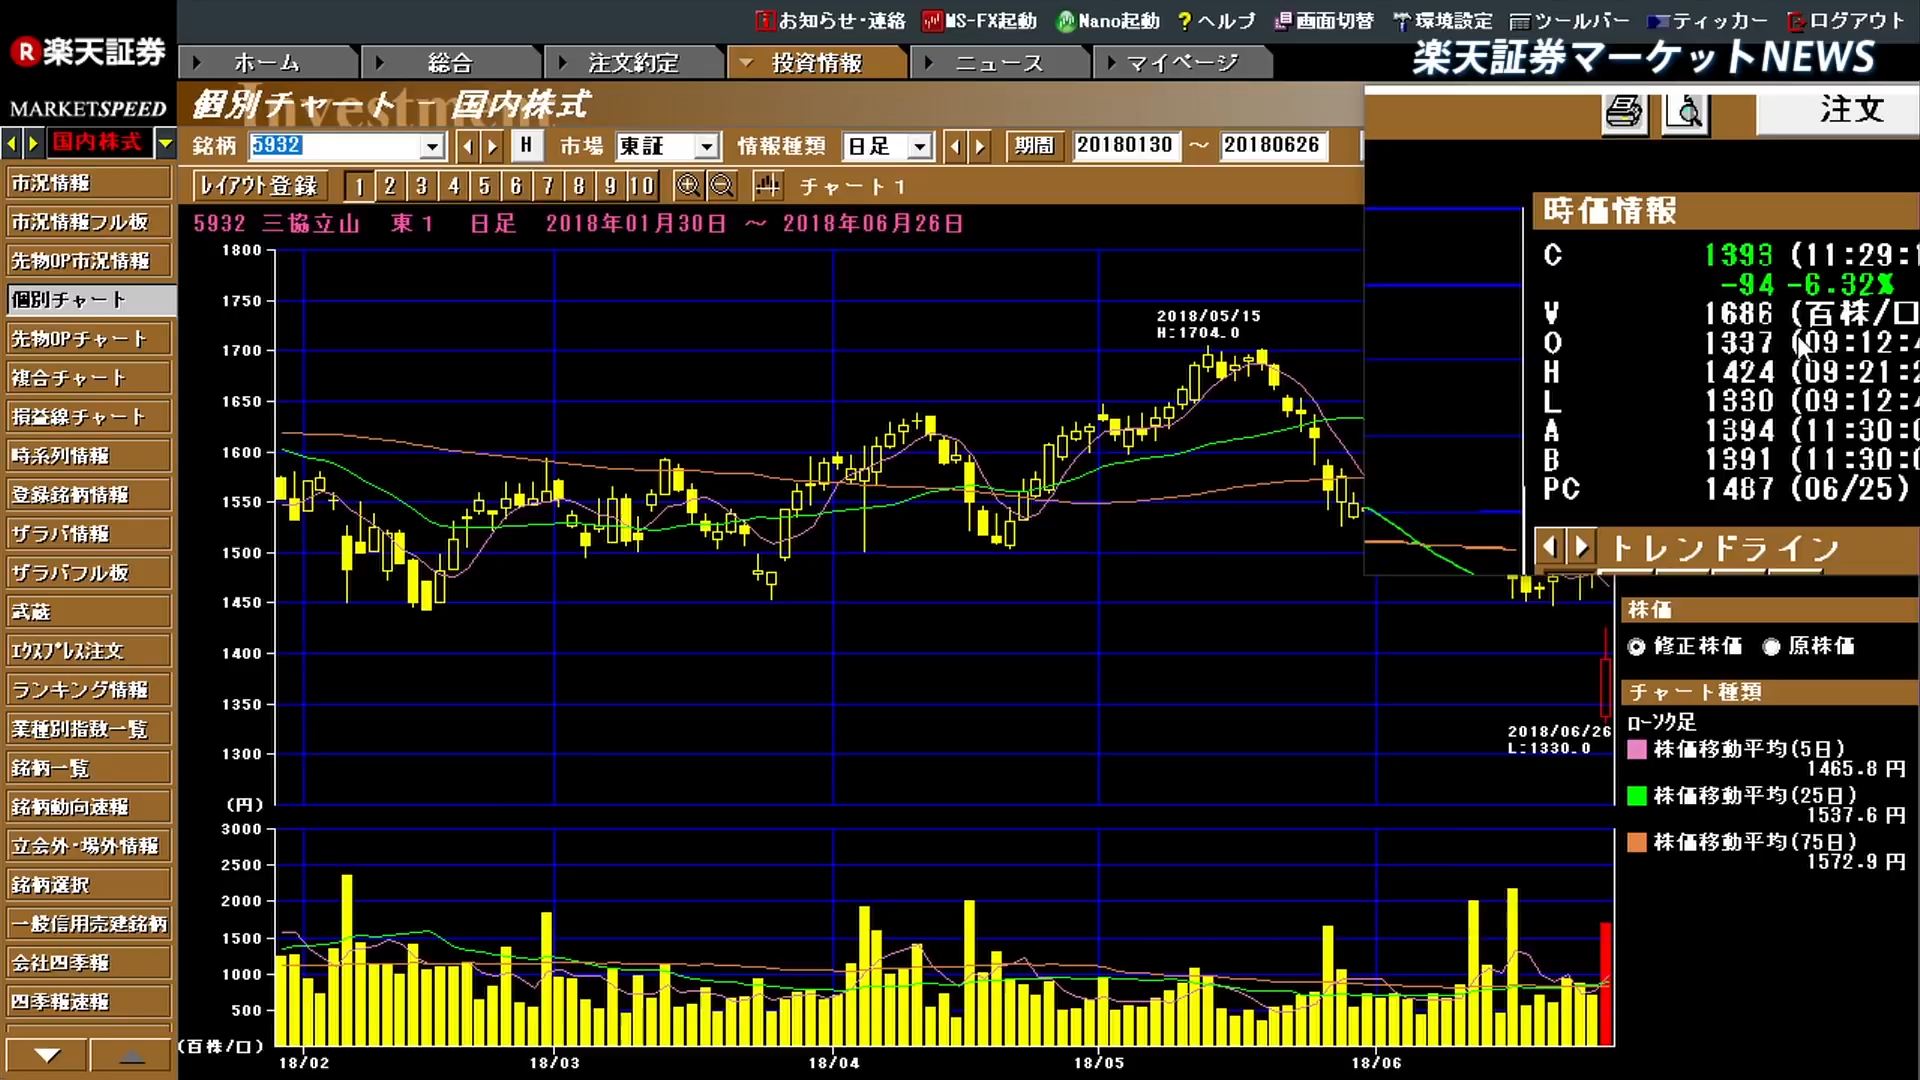 お知らせ・連絡 MS-FX起動 Nano起動 ? ヘルプ 画面切替 環境設定 ツールバー ティッカー ログアウト
R楽天証券
MARKETSPEED
ホーム 総合 注文約定 投資情報 ニュース マイページ
楽天証券マーケットNEWS
Investment
個別チャート - 国内株式
注文
国内株式
銘柄 5932 H 市場 東証 情報種類 日足 期間 20180130 ～ 20180626
レイアウト登録 1 2 3 4 5 6 7 8 9 10 チャート1
5932 三協立山 東1 日足 2018年01月30日 ～ 2018年06月26日
市況情報
市況情報フル板
先物OP市況情報
個別チャート
先物OPチャート
複合チャート
損益線チャート
時系列情報
登録銘柄情報
ザラバ情報
ザラバフル板
武蔵
エクスプレス注文
ランキング情報
業種別指数一覧
銘柄一覧
銘柄動向速報
立会外・場外情報
銘柄選択
一般信用売建銘柄
会社四季報
四季報速報
1800
1750
1700
1650
1600
1550
1500
1450
1400
1350
1300
(円)
2018/05/15
H:1704.0
2018/06/26
L:1330.0
3000
2500
2000
1500
1000
500
(百株/口)
18/02 18/03 18/04 18/05 18/06
時価情報
C 1393 (11:29:
-94 -6.32%
V 1686 (百株/口
O 1337 (09:12:
H 1424 (09:21:
L 1330 (09:12:
A 1394 (11:30:
B 1391 (11:30:
PC 1487 (06/25)
トレンドライン
株価
修正株価 原株価
チャート種類
ローソク足
株価移動平均(5日)
1465.8 円
株価移動平均(25日)
1537.6 円
株価移動平均(75日)
1572.9 円